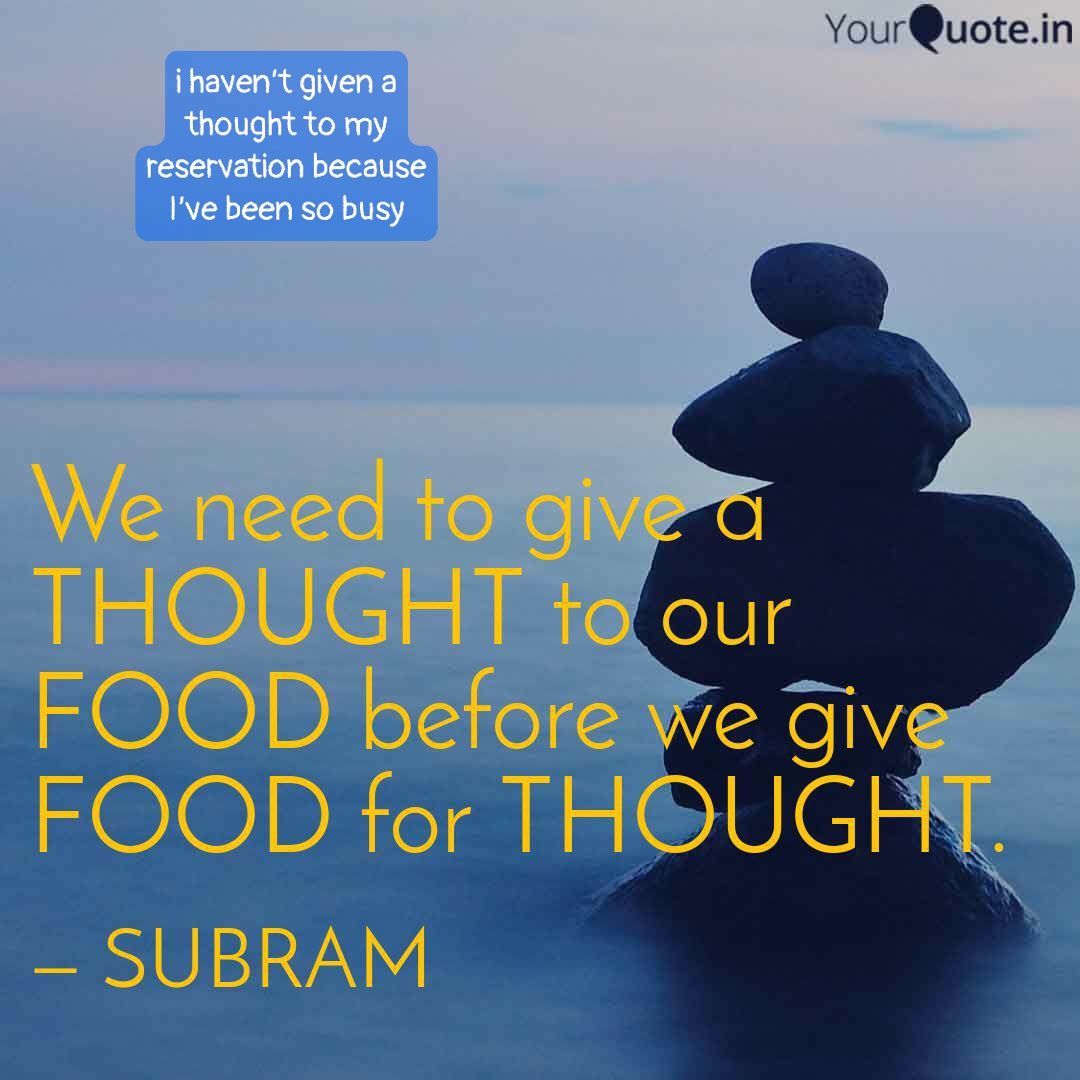 YourQuote.in
i haven't given a
thought to my
reservation because
I've been so busy
We need to give a
THOUGHT to our
FOOD before we give
FOOD for THOUGHT.
– SUBRAM